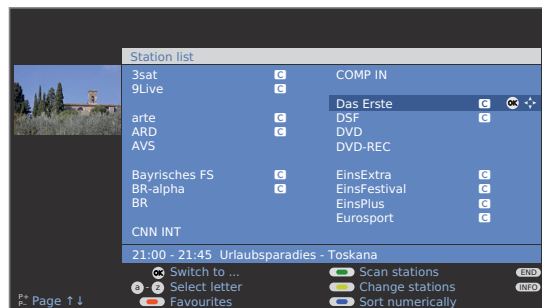 Station list
3sat C COMP IN
9Live C
Das Erste C OK
arte C DSF C
ARD C DVD
AVS DVD-REC
Bayrisches FS C EinsExtra C
BR-alpha C EinsFestival C
BR EinsPlus C
Eurosport C
CNN INT
21:00 - 21:45 Urlaubsparadies - Toskana
OK Switch to ... Scan stations END
a - z Select letter Change stations INFO
P+ P– Page ↑↓ Favourites Sort numerically